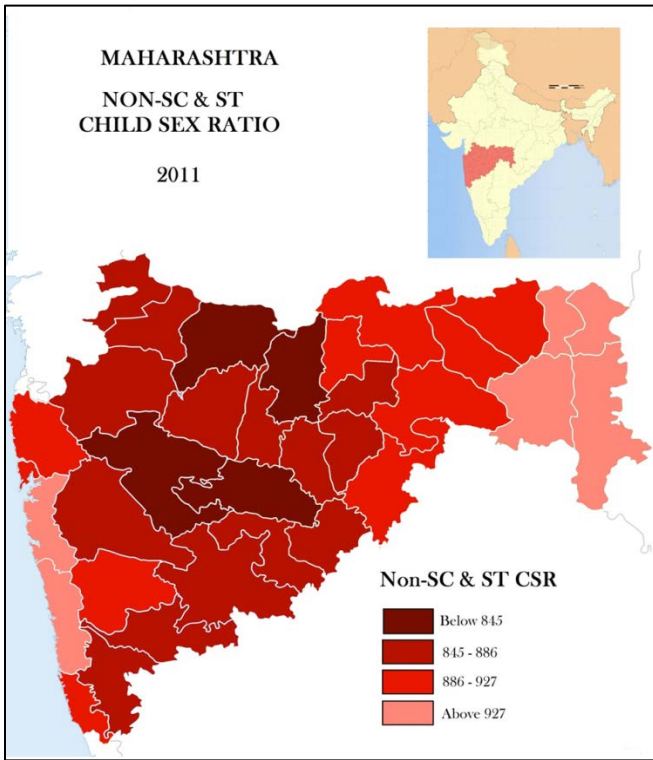 MAHARASHTRA
NON-SC & ST
CHILD SEX RATIO
2011
Non-SC & ST CSR
Below 845
845 - 886
886 - 927
Above 927